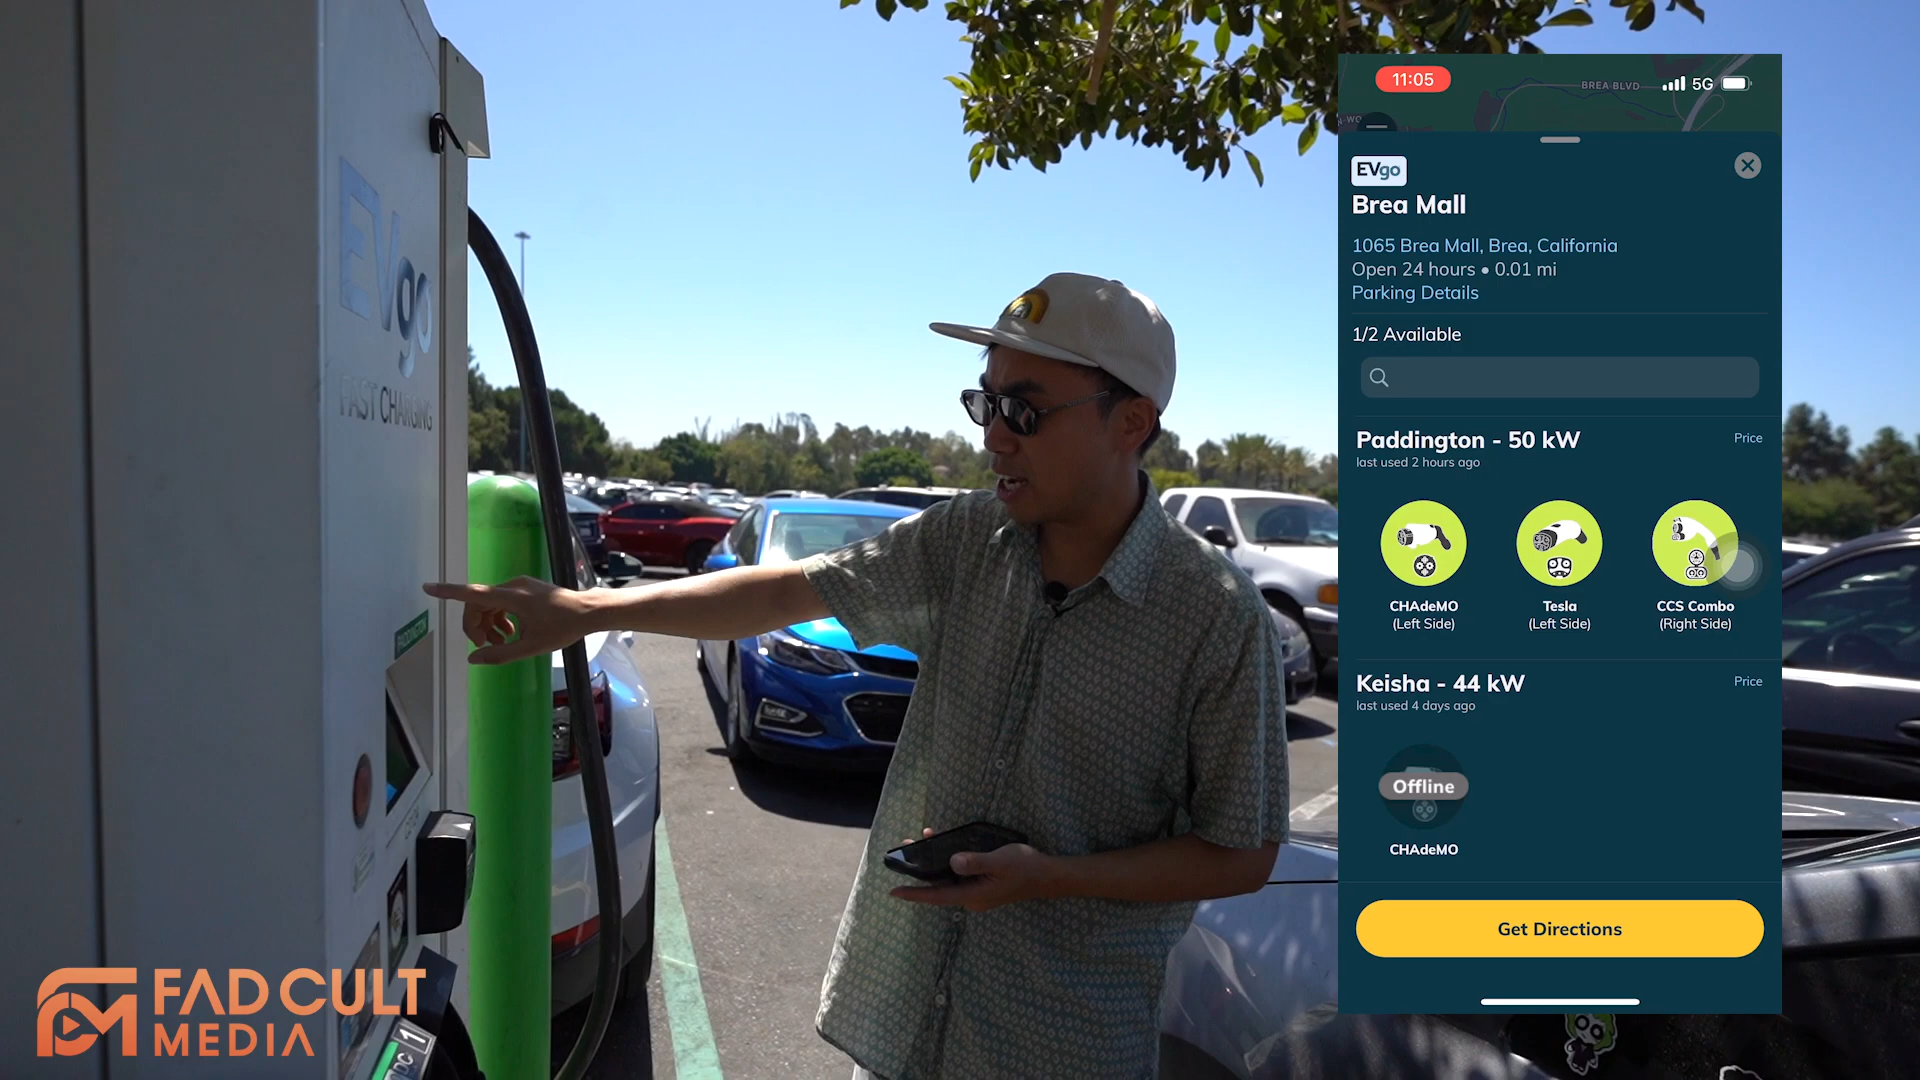 EVgo
FAST CHARGING
PADDINGTON
1
FAD CULT
MEDIA
BREA BLVD
11:05
5G
EVgo
Brea Mall
1065 Brea Mall, Brea, California
Open 24 hours • 0.01 mi
Parking Details
1/2 Available
Paddington - 50 kW
Price
last used 2 hours ago
CHAdeMO
(Left Side)
Tesla
(Left Side)
CCS Combo
(Right Side)
Keisha - 44 kW
Price
last used 4 days ago
Offline
CHAdeMO
Get Directions